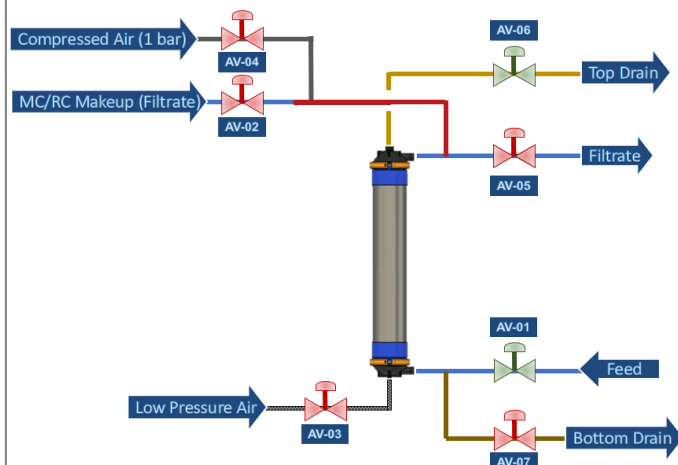 AV-06
Compressed Air (1 bar)
AV-04
Top Drain
MC/RC Makeup (Filtrate)
AV-02
Filtrate
AV-05
AV-01
Feed
Low Pressure Air
AV-03
Bottom Drain
AV-07